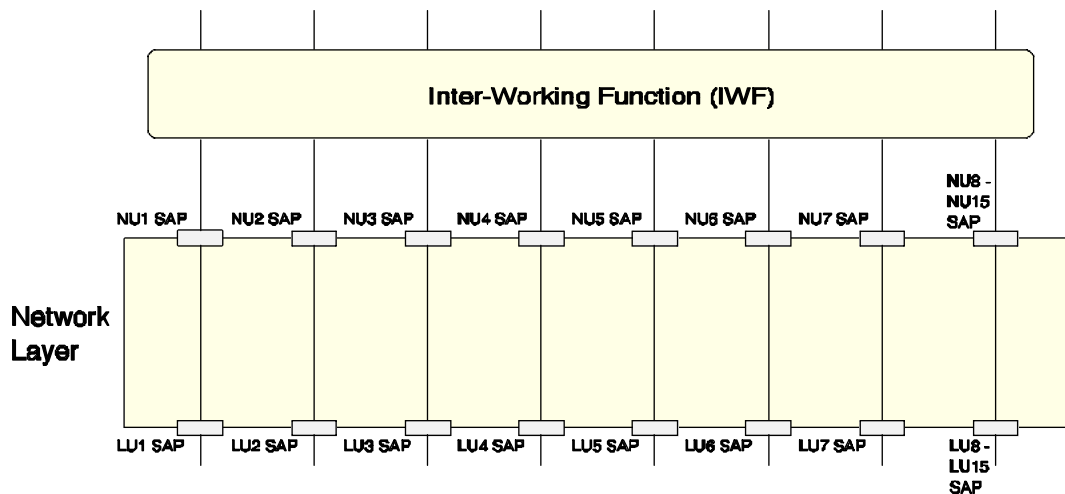 Inter-Working Function (IWF)
NU1 SAP
NU2 SAP
NU3 SAP
NU4 SAP
NU5 SAP
NU6 SAP
NU7 SAP
NU8 -
NU15
SAP
Network
Layer
LU1 SAP
LU2 SAP
LU3 SAP
LU4 SAP
LU5 SAP
LU6 SAP
LU7 SAP
LU8 -
LU15
SAP